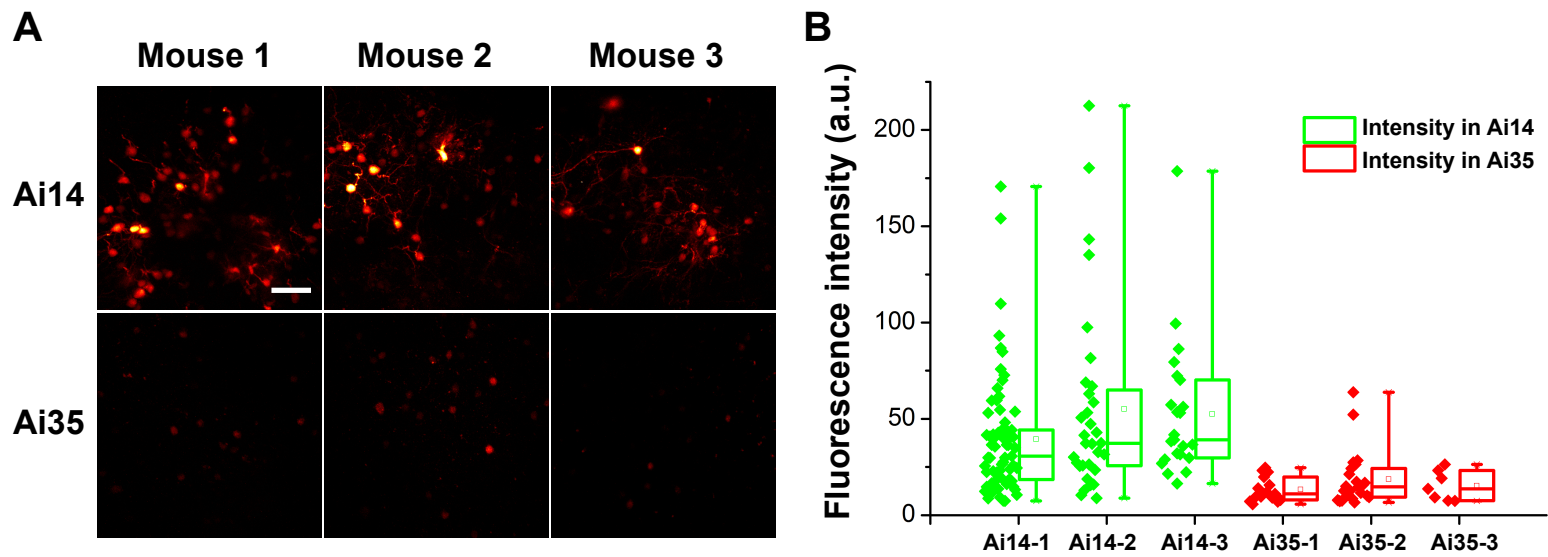 A
Mouse 1 Mouse 2 Mouse 3
Ai14
Ai35
B
Fluorescence intensity (a.u.)
200
150
100
50
0
Intensity in Ai14
Intensity in Ai35
Ai14-1 Ai14-2 Ai14-3 Ai35-1 Ai35-2 Ai35-3